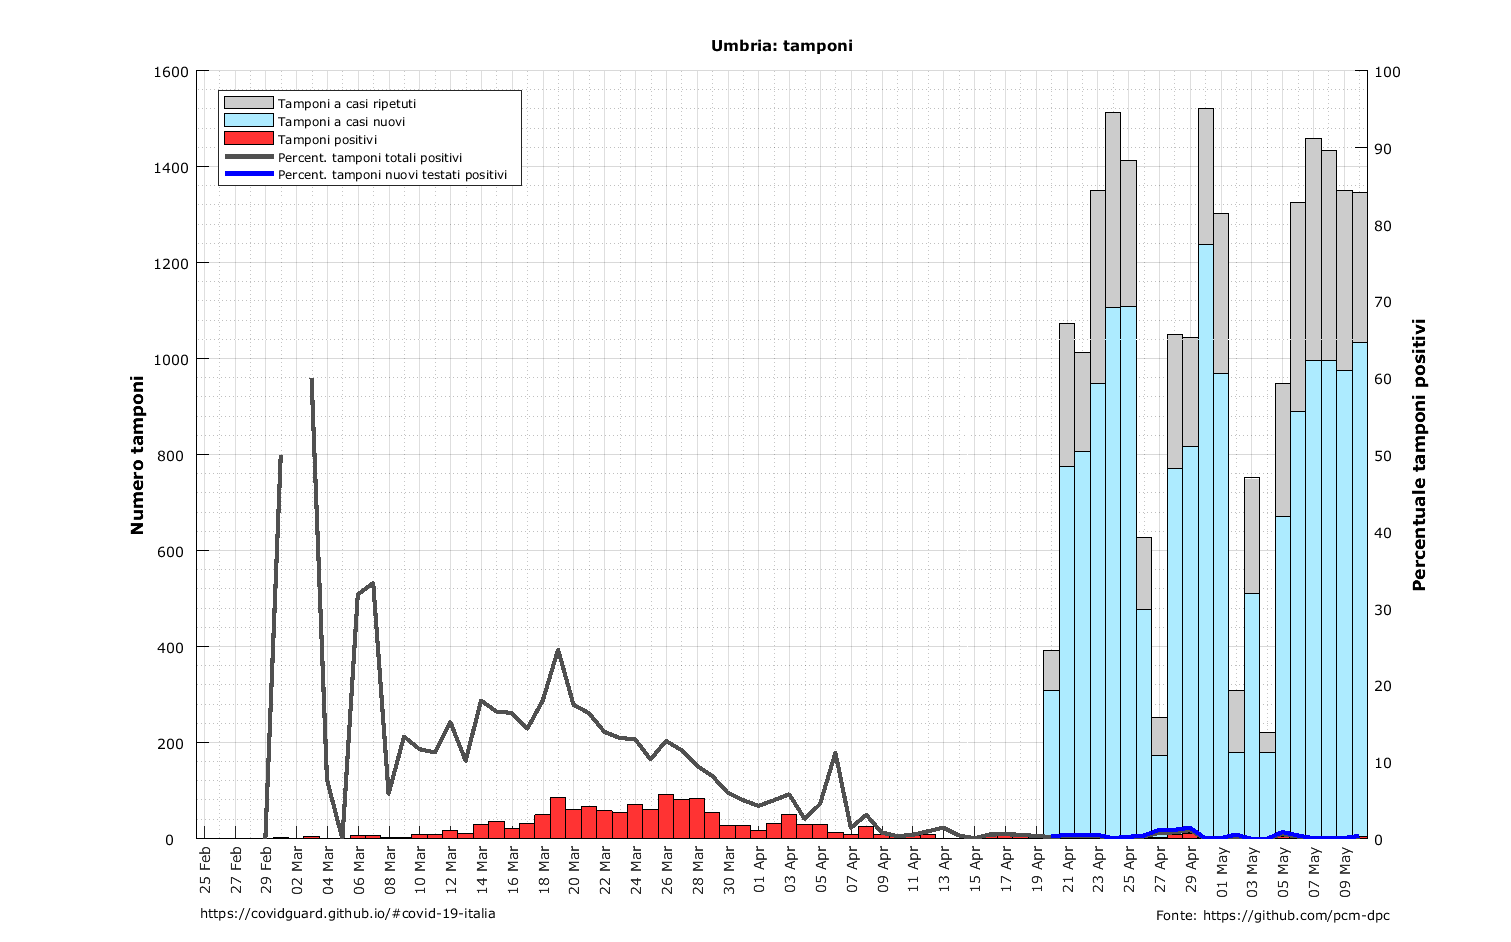 Umbria: tamponi
1600
1400
1200
1000
800
600
400
200
0
Numero tamponi
Tamponi a casi ripetuti
Tamponi a casi nuovi
Tamponi positivi
Percent. tamponi totali positivi
Percent. tamponi nuovi testati positivi
100
90
80
70
60
50
40
30
20
10
0
Percentuale tamponi positivi
25 Feb
27 Feb
29 Feb
02 Mar
04 Mar
06 Mar
08 Mar
10 Mar
12 Mar
14 Mar
16 Mar
18 Mar
20 Mar
22 Mar
24 Mar
26 Mar
28 Mar
30 Mar
01 Apr
03 Apr
05 Apr
07 Apr
09 Apr
11 Apr
13 Apr
15 Apr
17 Apr
19 Apr
21 Apr
23 Apr
25 Apr
27 Apr
29 Apr
01 May
03 May
05 May
07 May
09 May
https://covidguard.github.io/#covid-19-italia
Fonte: https://github.com/pcm-dpc